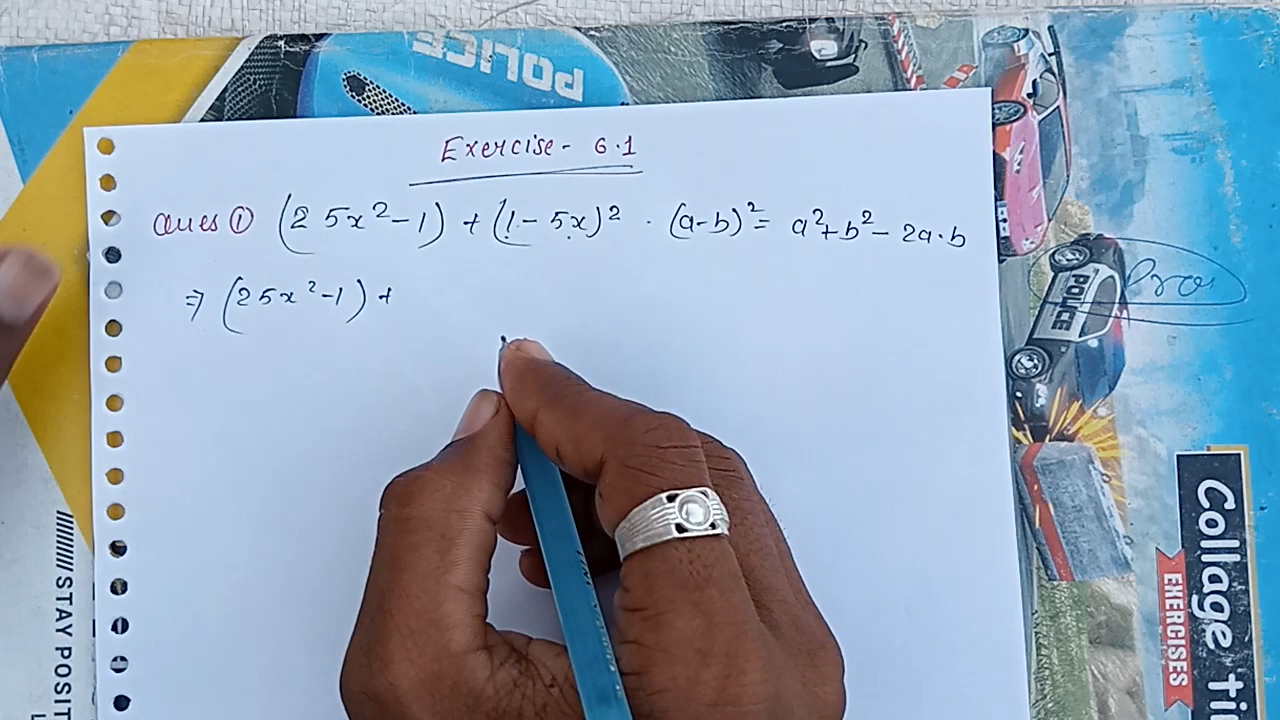 POLICE
Exercise - 6.1
Ques ① (25x²-1) + (1-5x)² · (a-b)² = a²+b²-2a·b
⇒ (25x²-1) +
POLICE
STAY POSIT
Collage ti
EXERCISES